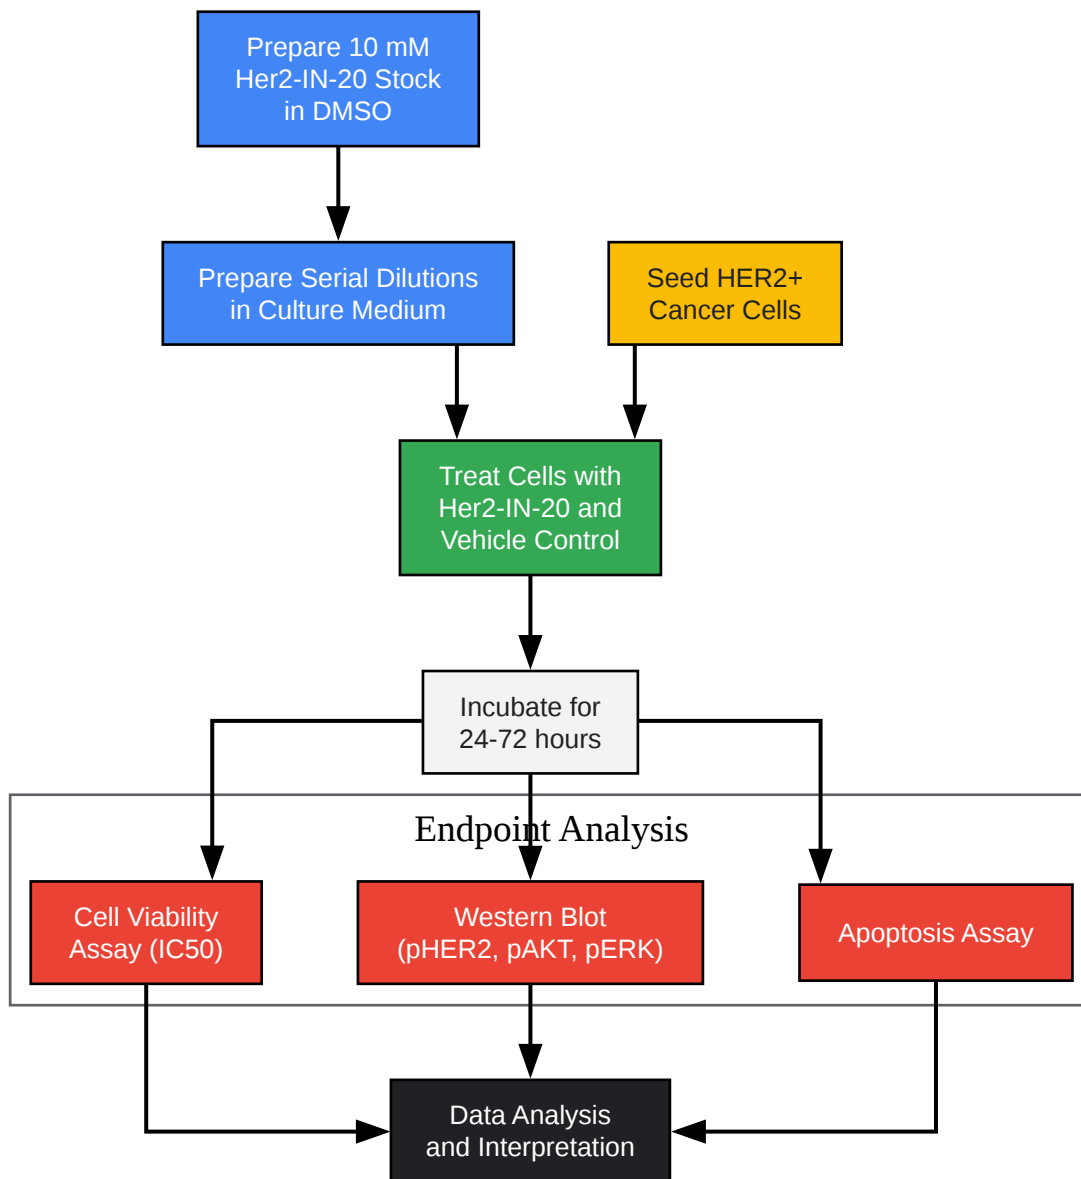 Prepare 10 mM
Her2-IN-20 Stock
in DMSO
Prepare Serial Dilutions
in Culture Medium
Seed HER2+
Cancer Cells
Treat Cells with
Her2-IN-20 and
Vehicle Control
Incubate for
24-72 hours
Endpoint Analysis
Cell Viability
Assay (IC50)
Western Blot
(pHER2, pAKT, pERK)
Apoptosis Assay
Data Analysis
and Interpretation